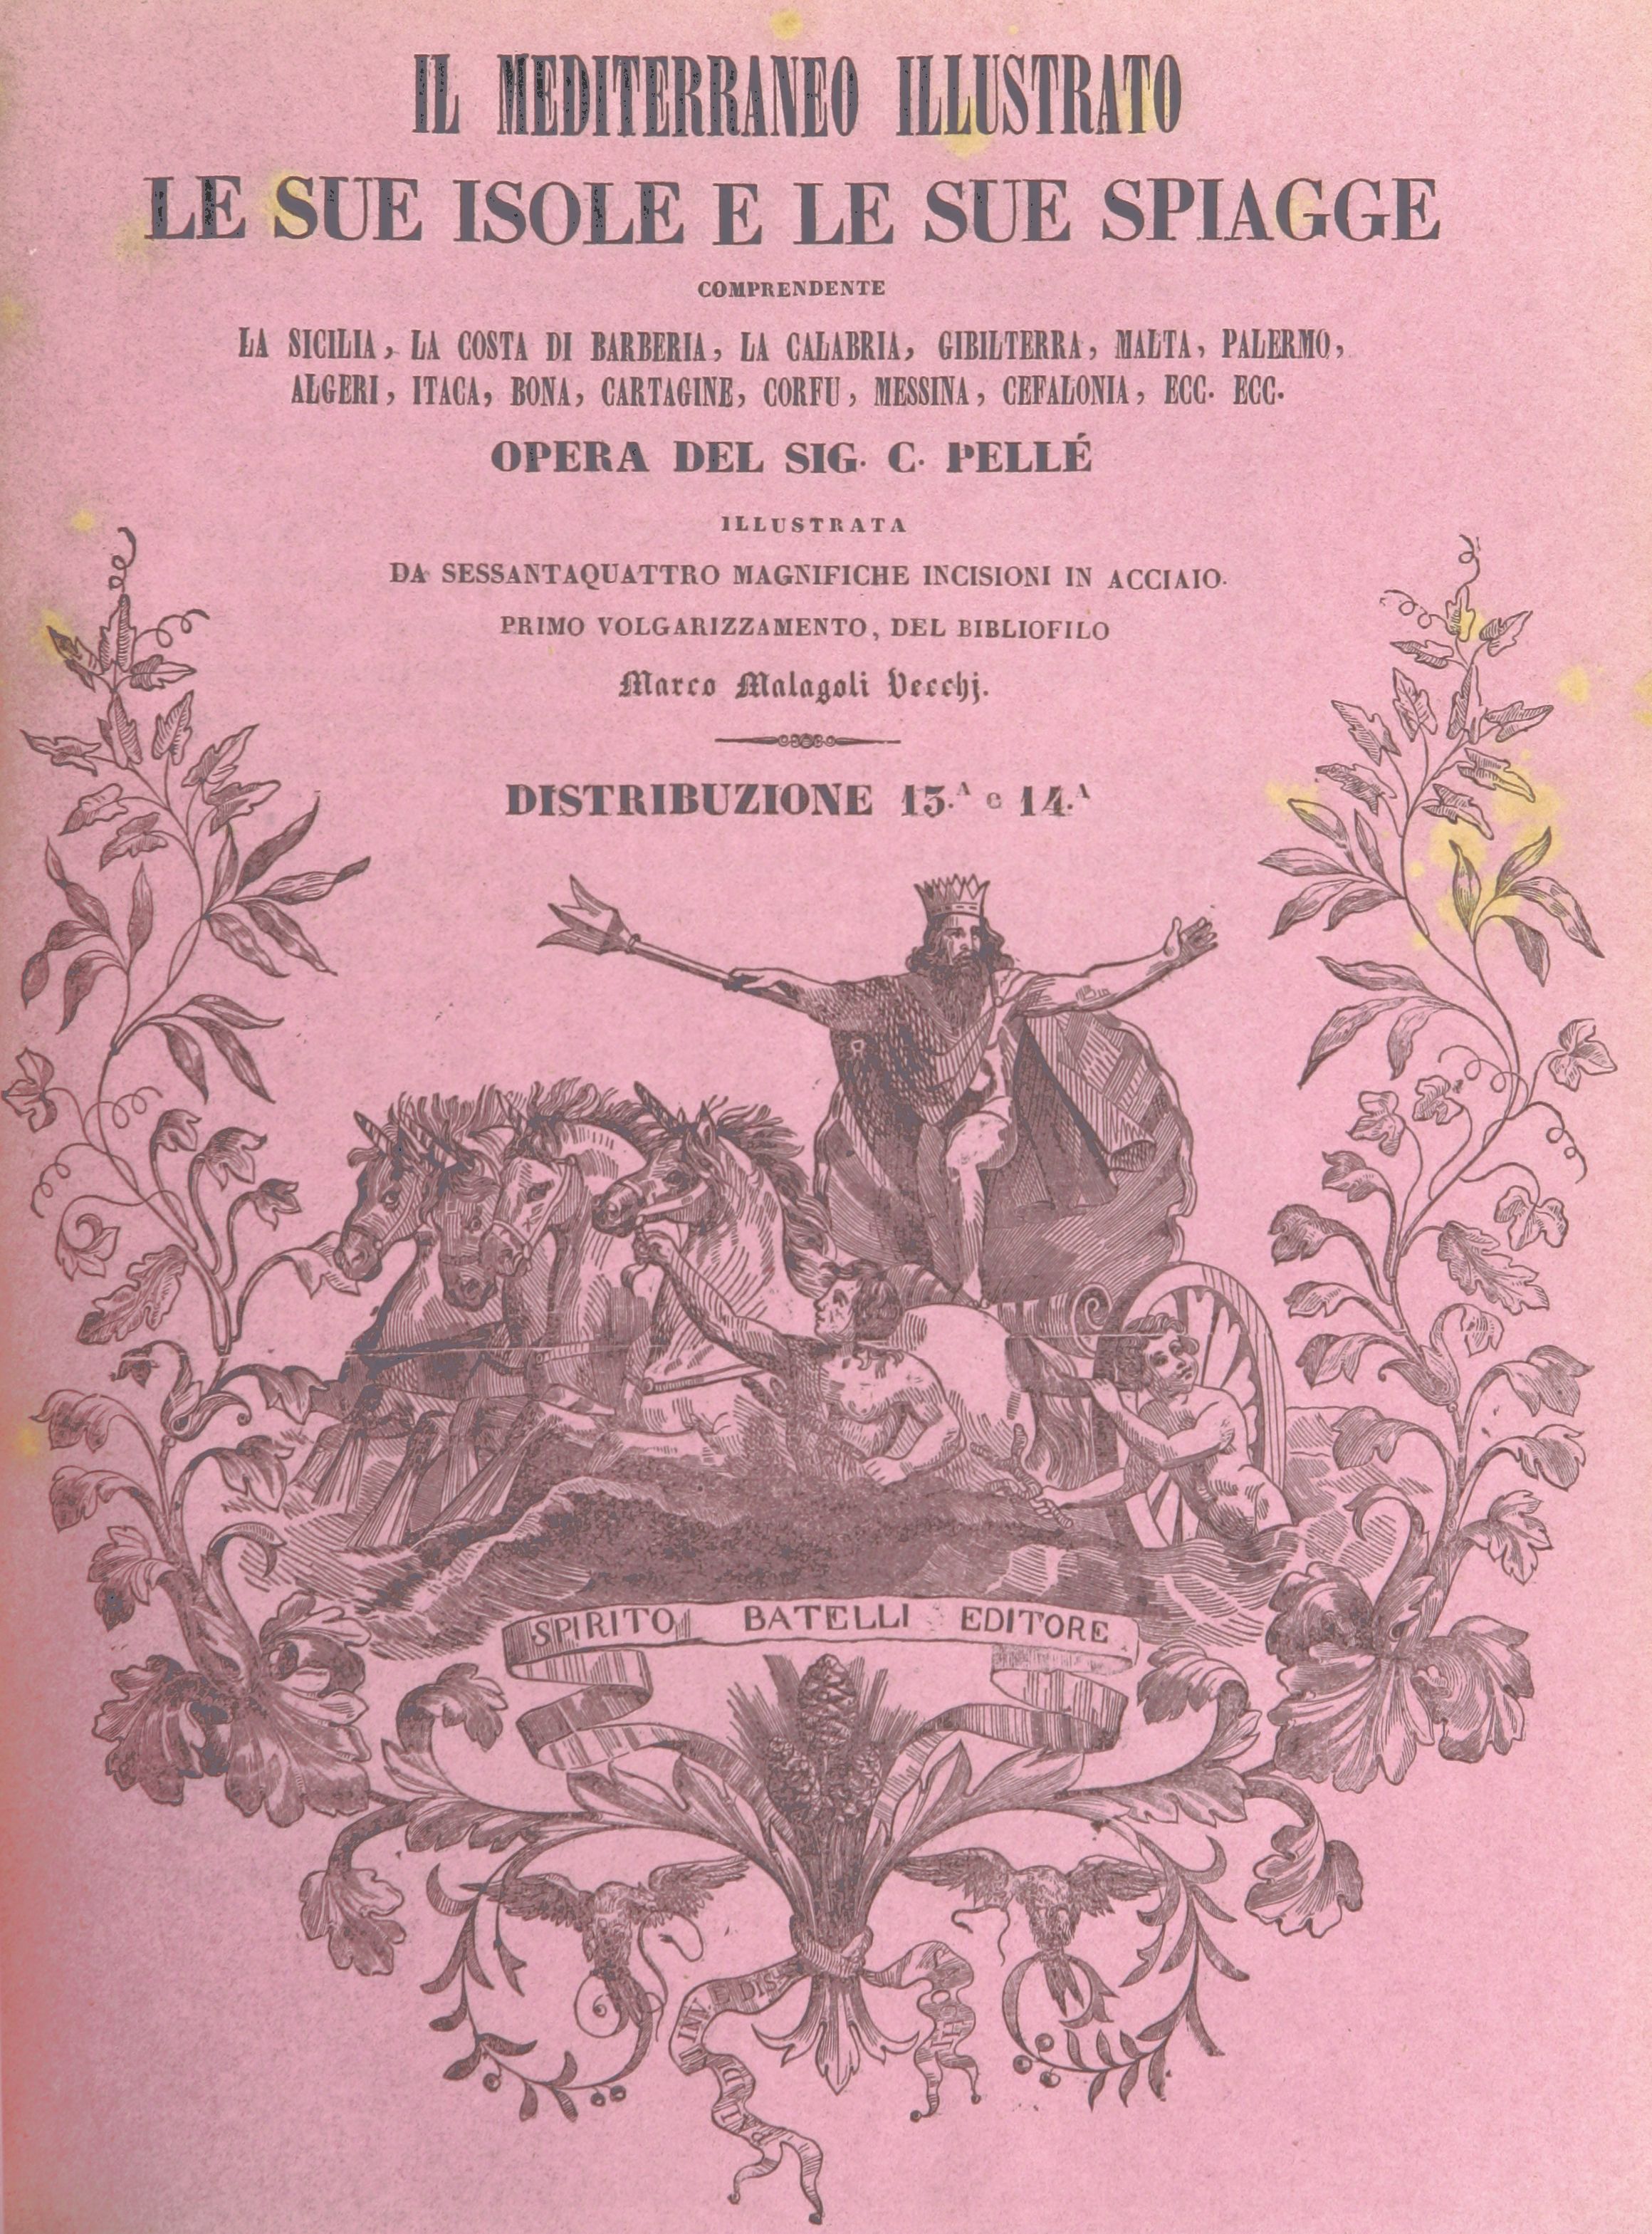 IL MEDITERRANEO ILLUSTRATO
LE SUE ISOLE E LE SUE SPIAGGE
COMPRENDENTE
LA SICILIA, LA COSTA DI BARBERIA, LA CALABRIA, GIBILTERRA, MALTA, PALERMO,
ALGERI, ITACA, BONA, CARTAGINE, CORFU, MESSINA, CEFALONIA, ECC. ECC.
OPERA DEL SIG. C. PELLÉ
ILLUSTRATA
DA SESSANTAQUATTRO MAGNIFICHE INCISIONI IN ACCIAIO.
PRIMO VOLGARIZZAMENTO, DEL BIBLIOFILO
Marco Malagoli Vecchj.
DISTRIBUZIONE 13.ᴬ e 14.ᴬ
SPIRITO BATELLI EDITORE
INV. E DIS.